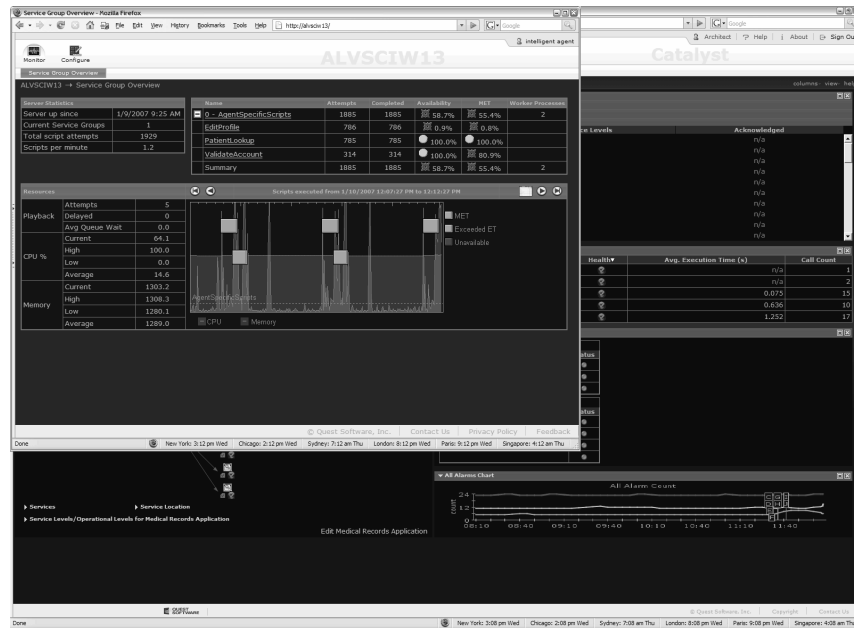 Service Group Overview - Mozilla Firefox
File Edit View History Bookmarks Tools Help http://alvsciw13/ Google
Google
intelligent agent
Architect ? Help i About Sign Ou
Monitor Configure
ALVSCIW13
Catalyst
Service Group Overview
ALVSCIW13 → Service Group Overview
columns view help
Server Statistics
Server up since 1/9/2007 9:25 AM
Current Service Groups 1
Total script attempts 1929
Scripts per minute 1.2
Name Attempts Completed Availability MET Worker Processes
0 - AgentSpecificScripts 1885 1885 58.7% 55.4% 2
EditProfile 786 786 0.9% 0.8%
PatientLookup 785 785 100.0% 100.0%
ValidateAccount 314 314 100.0% 80.9%
Summary 1885 1885 58.7% 55.4% 2
ce Levels Acknowledged
n/a
n/a
n/a
n/a
n/a
n/a
n/a
n/a
n/a
n/a
Resources
Scripts executed from 1/10/2007 12:07:27 PM to 12:12:27 PM
Playback
Attempts 5
Delayed 0
Avg Queue Wait 0.0
CPU %
Current 64.1
High 100.0
Low 0.0
Average 14.6
Memory
Current 1303.2
High 1308.3
Low 1280.1
Average 1289.0
MET
Exceeded ET
Unavailable
AgentSpecificScripts
CPU Memory
Health Avg. Execution Time (s) Call Count
n/a 1
n/a 2
0.075 15
0.636 10
1.252 17
atus
atus
© Quest Software, Inc. Contact Us Privacy Policy Feedback
Done New York: 3:12 pm Wed Chicago: 2:12 pm Wed Sydney: 7:12 am Thu London: 8:12 pm Wed Paris: 9:12 pm Wed Singapore: 4:12 am Thu
Services Service Location
Service Levels/Operational Levels for Medical Records Application
Edit Medical Records Application
All Alarms Chart
All Alarm Count
count
24
12
0
08:10 08:40 09:10 09:40 10:10 10:40 11:10 11:40
QUEST SOFTWARE
© Quest Software, Inc. Copyright Contact Us
Done New York: 3:08 pm Wed Chicago: 2:08 pm Wed Sydney: 7:08 am Thu London: 8:08 pm Wed Paris: 9:08 pm Wed Singapore: 4:08 am Thu